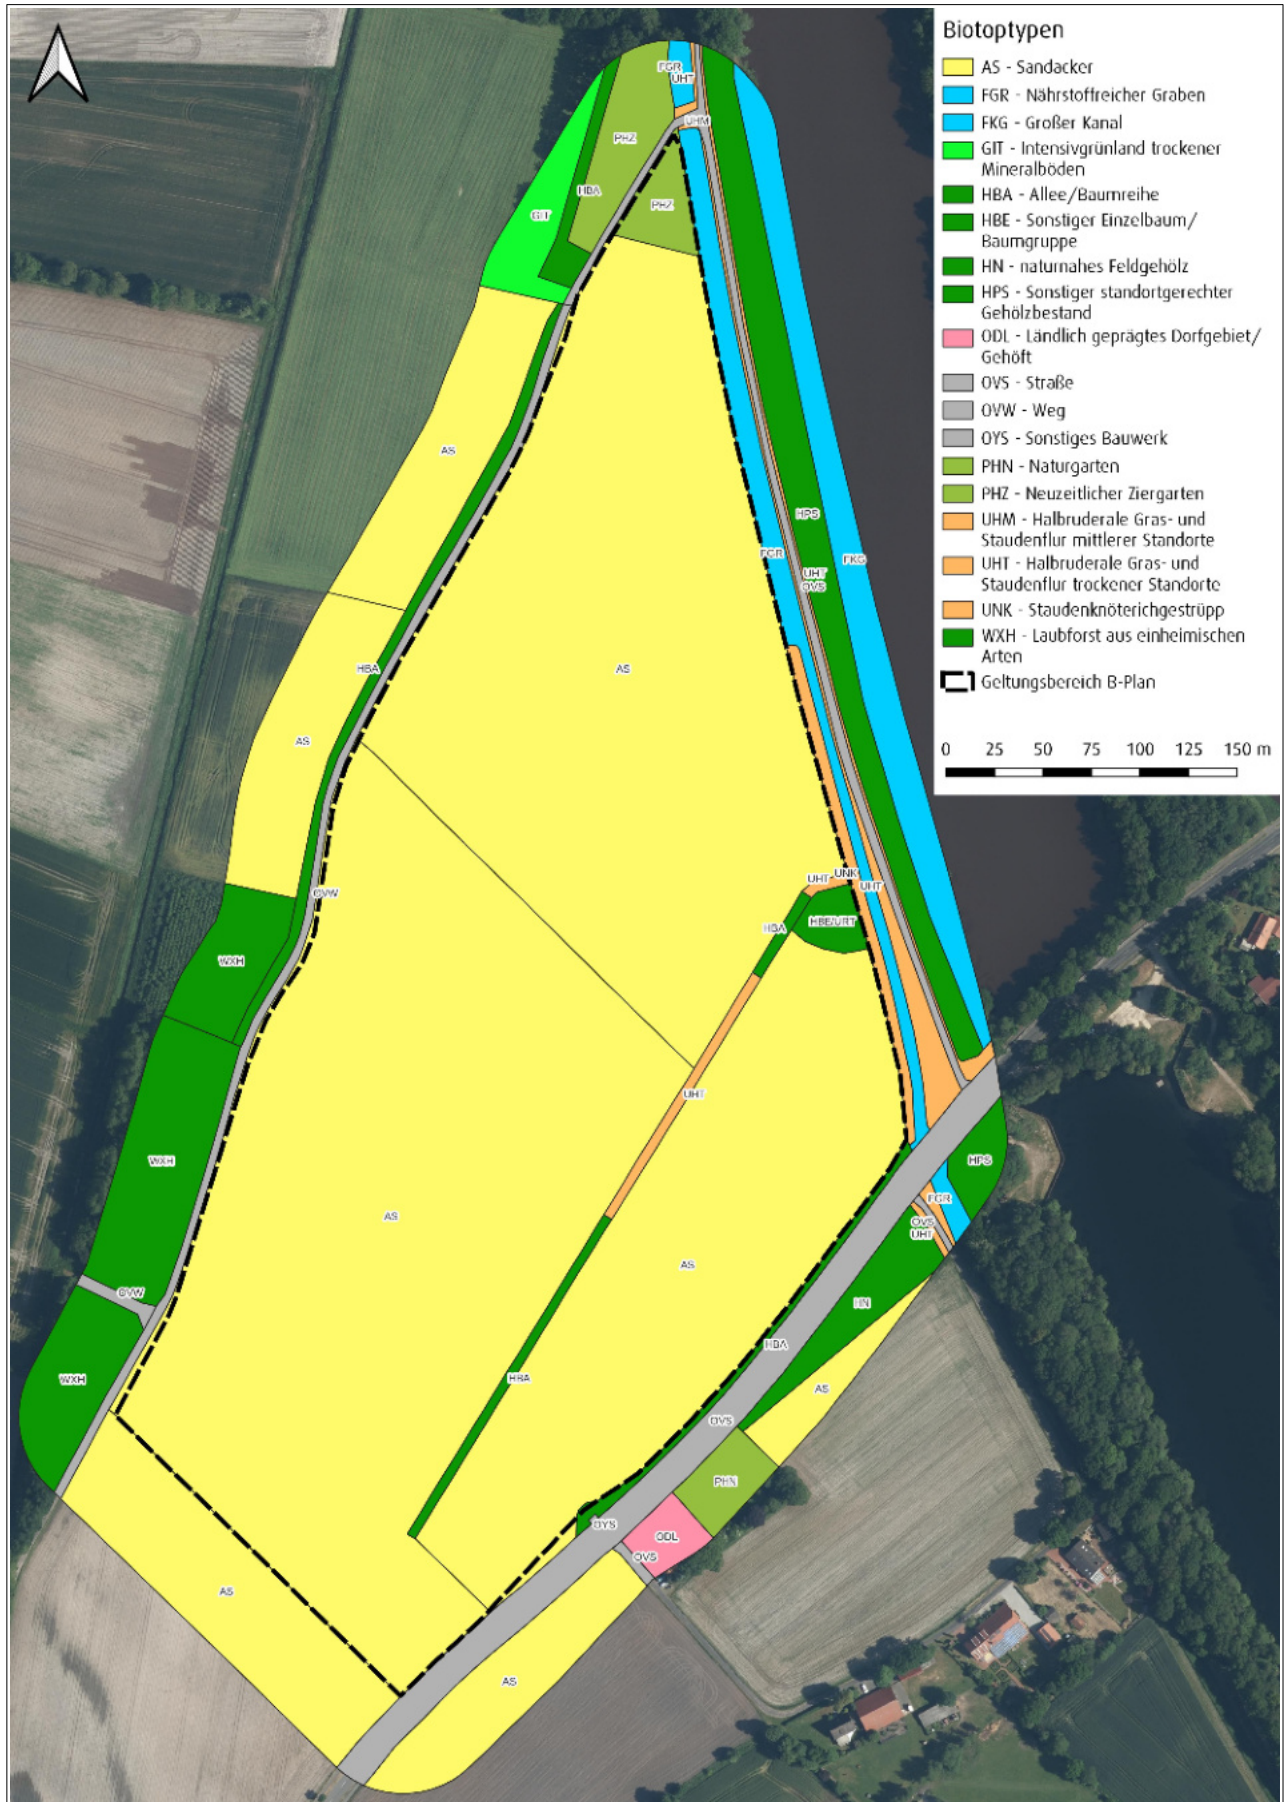 Biotoptypen
AS - Sandacker
FGR - Nährstoffreicher Graben
FKG - Großer Kanal
GIT - Intensivgrünland trockener
Mineralböden
HBA - Allee/Baumreihe
HBE - Sonstiger Einzelbaum/
Baumgruppe
HN - naturnahes Feldgehölz
HPS - Sonstiger standortgerechter
Gehölzbestand
ODL - Ländlich geprägtes Dorfgebiet/
Gehöft
OVS - Straße
OVW - Weg
OYS - Sonstiges Bauwerk
PHN - Naturgarten
PHZ - Neuzeitlicher Ziergarten
UHM - Halbruderale Gras- und
Staudenflur mittlerer Standorte
UHT - Halbruderale Gras- und
Staudenflur trockener Standorte
UNK - Staudenknöterichgestrüpp
WXH - Laubforst aus einheimischen
Arten
Geltungsbereich B-Plan
0 25 50 75 100 125 150 m
FGR
UHT
UHM
PHZ
HBA
PHZ
GIT
AS
HPS
FGR
FKG
UHT
OVS
HBA
AS
AS
UHT
UNK
UHT
OVW
HBE/URT
HBA
WXH
UHT
WXH
HPS
FGR
AS
OVS
UHT
AS
OVW
HN
HBA
HBA
WXH
AS
OVS
PHN
OYS
ODL
OVS
AS
AS